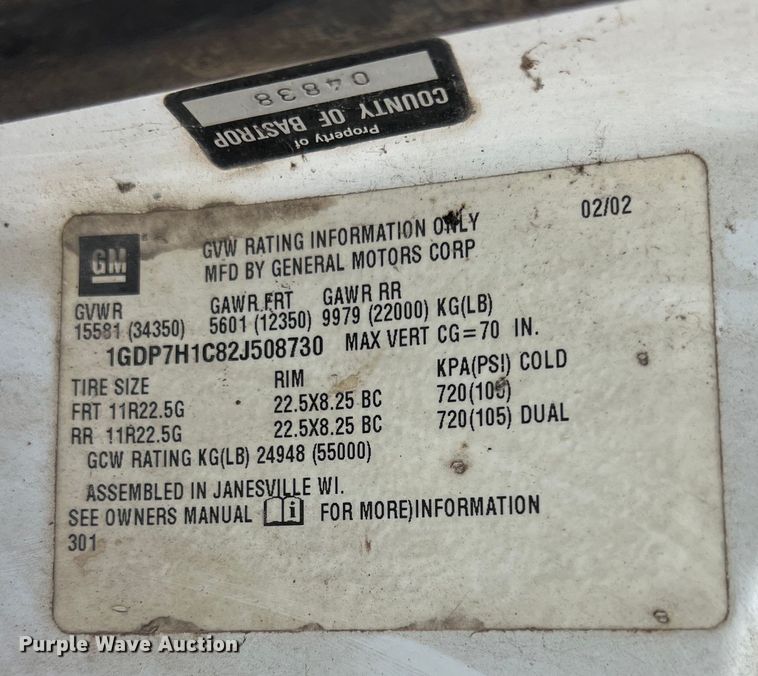 Property of
COUNTY OF BASTROP
04838
GM
GVW RATING INFORMATION ONLY 02/02
MFD BY GENERAL MOTORS CORP
GVWR GAWR FRT GAWR RR
15581 (34350) 5601 (12350) 9979 (22000) KG(LB)
1GDP7H1C82J508730 MAX VERT CG=70 IN.
TIRE SIZE RIM KPA(PSI) COLD
FRT 11R22.5G 22.5X8.25 BC 720(105)
RR 11R22.5G 22.5X8.25 BC 720(105) DUAL
GCW RATING KG(LB) 24948 (55000)
ASSEMBLED IN JANESVILLE WI.
SEE OWNERS MANUAL i FOR MORE)INFORMATION
301
Purple Wave Auction